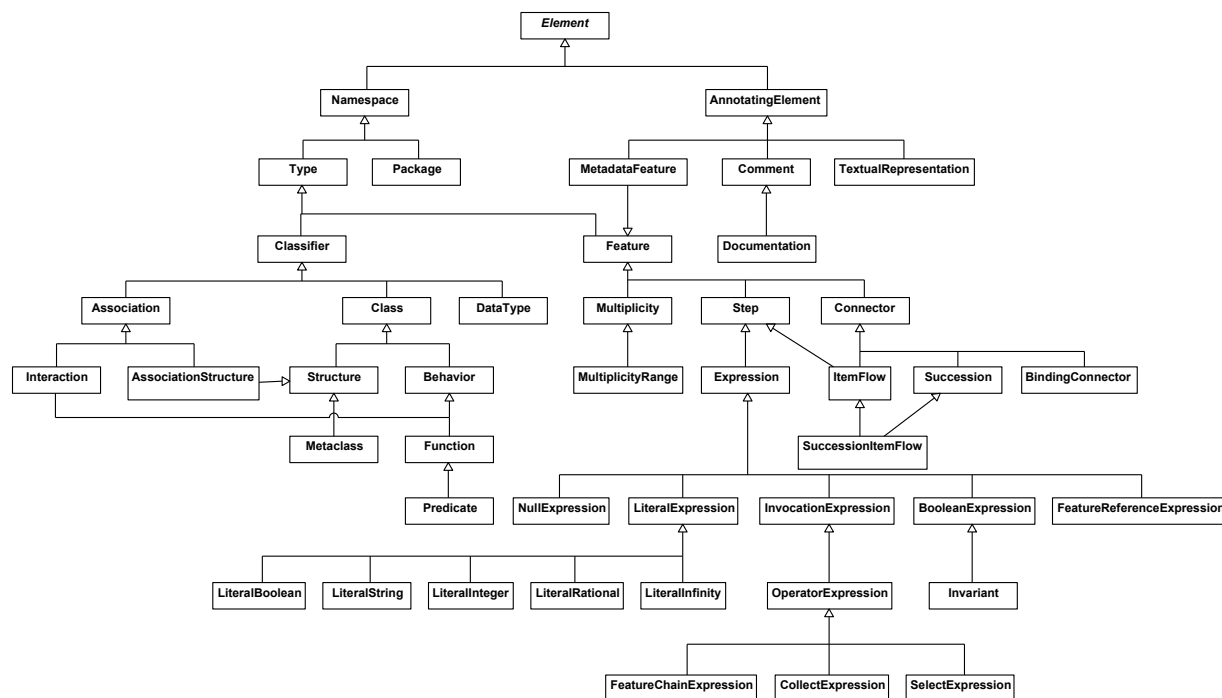 Element
Namespace
AnnotatingElement
Type
Package
MetadataFeature
Comment
TextualRepresentation
Classifier
Feature
Documentation
Association
Class
DataType
Multiplicity
Step
Connector
Interaction
AssociationStructure
Structure
Behavior
MultiplicityRange
Expression
ItemFlow
Succession
BindingConnector
Metaclass
Function
SuccessionItemFlow
Predicate
NullExpression
LiteralExpression
InvocationExpression
BooleanExpression
FeatureReferenceExpression
LiteralBoolean
LiteralString
LiteralInteger
LiteralRational
LiteralInfinity
OperatorExpression
Invariant
FeatureChainExpression
CollectExpression
SelectExpression